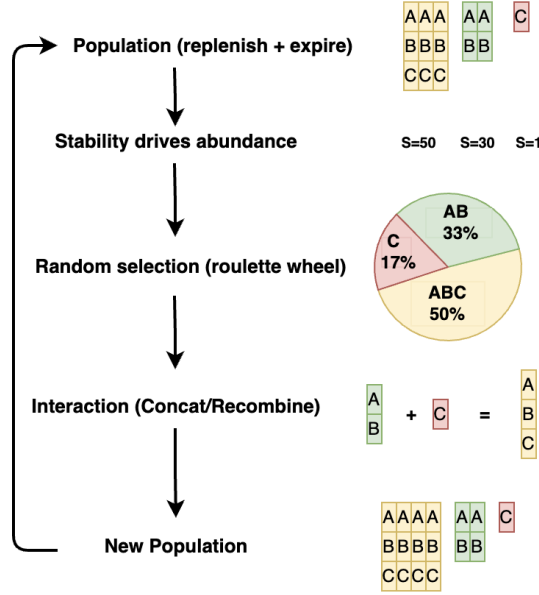 A A A A A C
Population (replenish + expire) B B B B B
C C C
Stability drives abundance S=50 S=30 S=1
AB
33%
C
17%
Random selection (roulette wheel)
ABC
50%
A A
Interaction (Concat/Recombine) + C = B
B C
A A A A A A C
New Population B B B B B B
C C C C